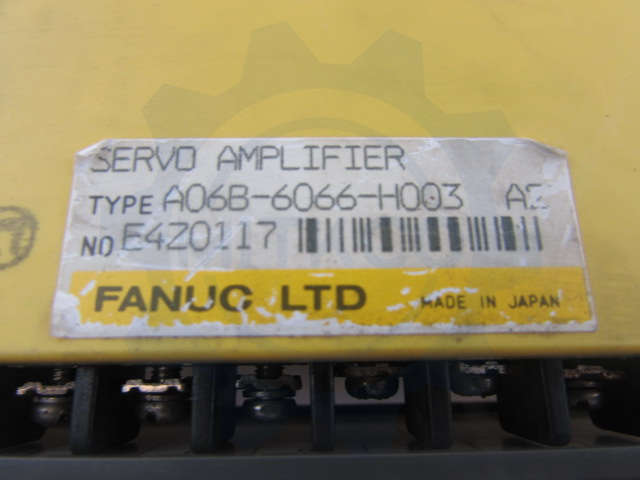 SERVO AMPLIFIER
TYPE A06B-6066-H003
NO E4Z0117
FANUC LTD MADE IN JAPAN